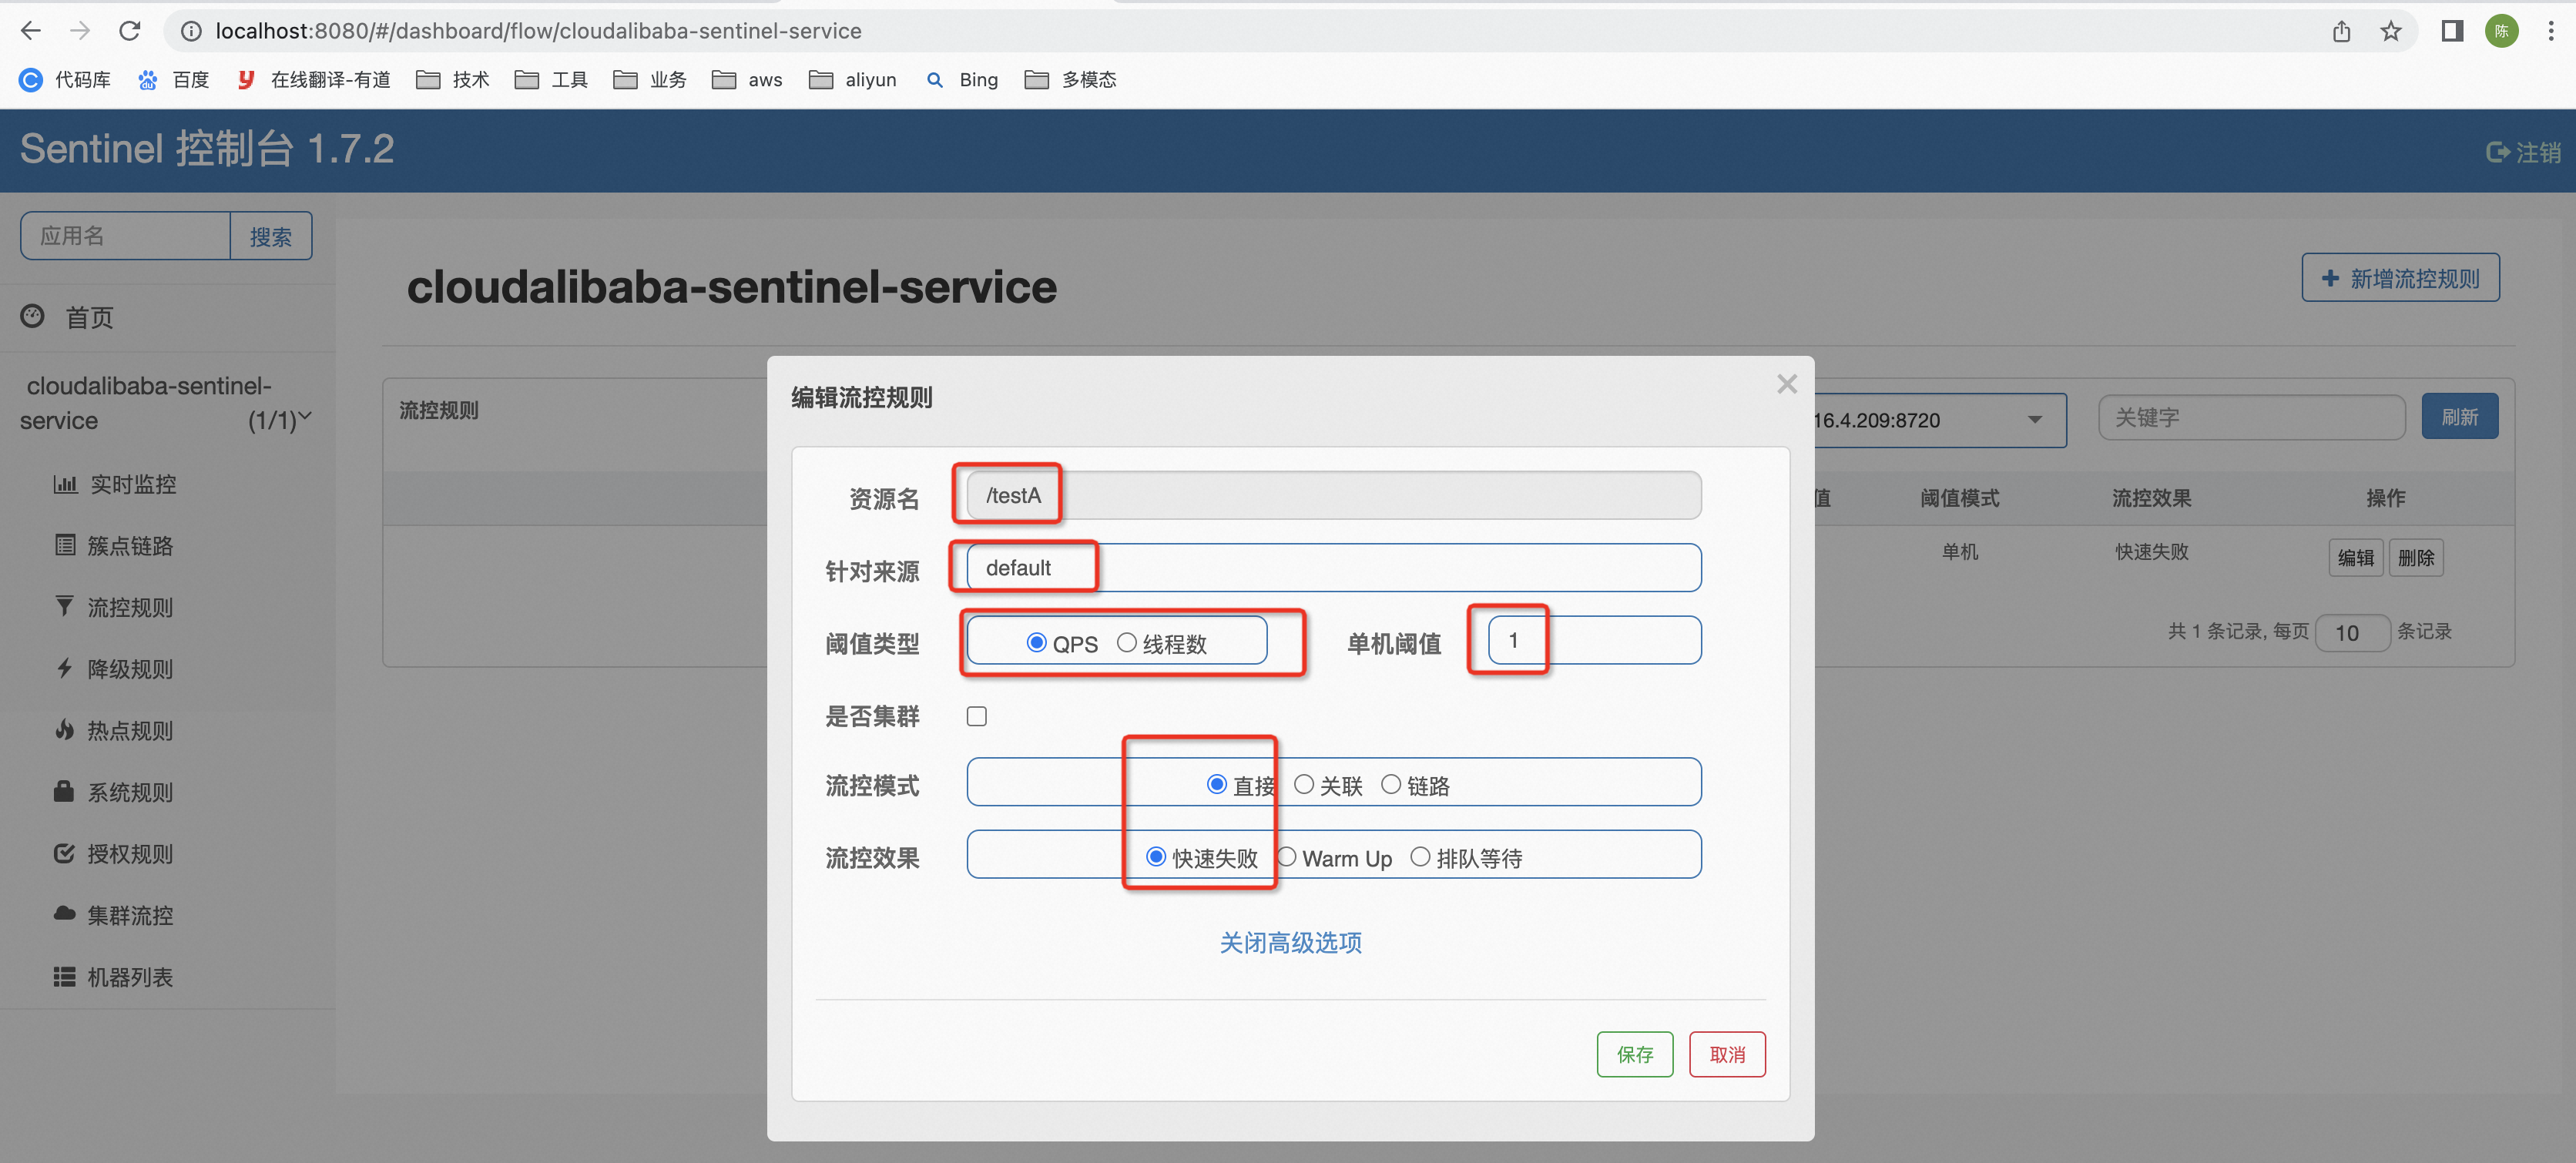 localhost:8080/#/dashboard/flow/cloudalibaba-sentinel-service
陈
代码库 百度 在线翻译-有道 技术 工具 业务 aws aliyun Bing 多模态
Sentinel 控制台 1.7.2
注销
应用名 搜索
首页
cloudalibaba-sentinel-
service (1/1)
实时监控
簇点链路
流控规则
降级规则
热点规则
系统规则
授权规则
集群流控
机器列表
cloudalibaba-sentinel-service
新增流控规则
流控规则
16.4.209:8720
关键字
刷新
值 阈值模式 流控效果 操作
单机 快速失败 编辑 删除
共 1 条记录, 每页 10 条记录
编辑流控规则
资源名 /testA
针对来源 default
阈值类型 QPS 线程数 单机阈值 1
是否集群
流控模式 直接 关联 链路
流控效果 快速失败 Warm Up 排队等待
关闭高级选项
保存 取消